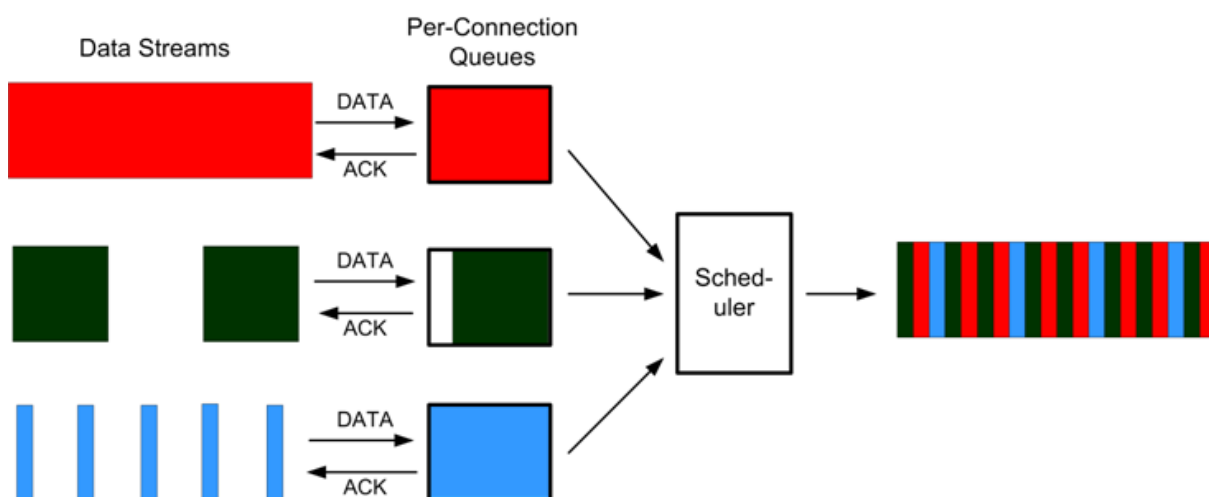 Data Streams
Per-Connection
Queues
DATA
ACK
DATA
ACK
Sched-
uler
DATA
ACK